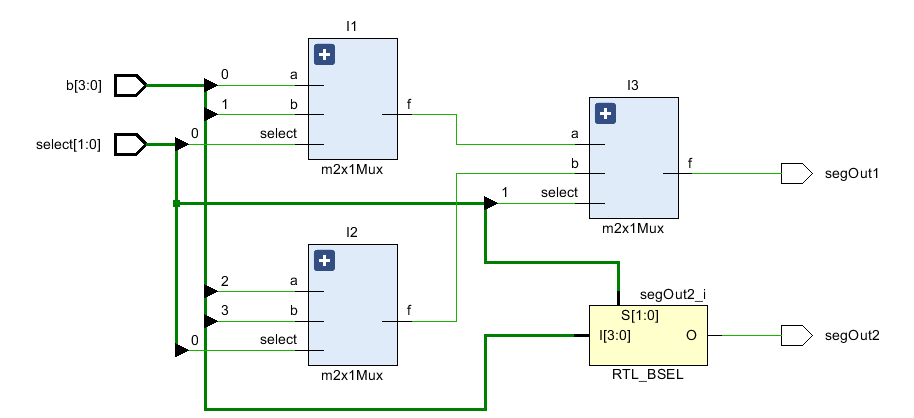 I1
b[3:0]
0
a
1
b
f
select[1:0]
0
select
m2x1Mux
I3
a
b
f
segOut1
1
select
m2x1Mux
I2
2
a
3
b
f
0
select
m2x1Mux
segOut2_i
S[1:0]
I[3:0]
O
segOut2
RTL_BSEL